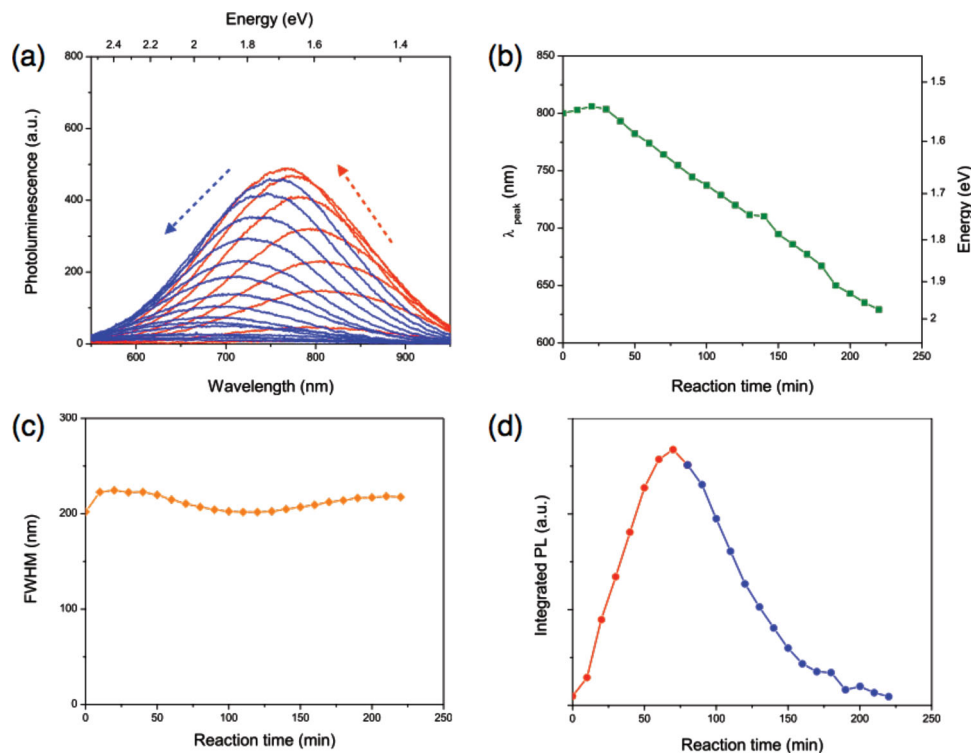 (a)
Energy (eV)
2.4 2.2 2 1.8 1.6 1.4
800
600
400
200
0
Photoluminescence (a.u.)
600 700 800 900
Wavelength (nm)
(b)
850
800
750
700
650
600
λ peak (nm)
1.5
1.6
1.7
1.8
1.9
2
Energy (eV)
0 50 100 150 200 250
Reaction time (min)
(c)
300
200
100
0
FWHM (nm)
0 50 100 150 200 250
Reaction time (min)
(d)
Integrated PL (a.u.)
0 50 100 150 200 250
Reaction time (min)